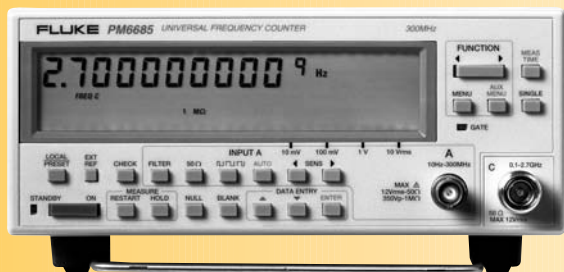 FLUKE PM6685 UNIVERSAL FREQUENCY COUNTER 300MHz
2.700000000 9 Hz
FREQ C
1 MΩ
FUNCTION
MEAS TIME
MENU AUX MENU SINGLE
GATE
LOCAL PRESET EXT REF CHECK FILTER 50Ω AUTO SENS
INPUT A 10 mV 100 mV 1 V 10 Vrms
A
10Hz-300MHz
MAX
12Vrms-50Ω
350Vp-1MΩ
C 0.1-2.7GHz
50 Ω
MAX 12V
STANDBY ON
MEASURE
RESTART HOLD NULL BLANK
DATA ENTRY
ENTER